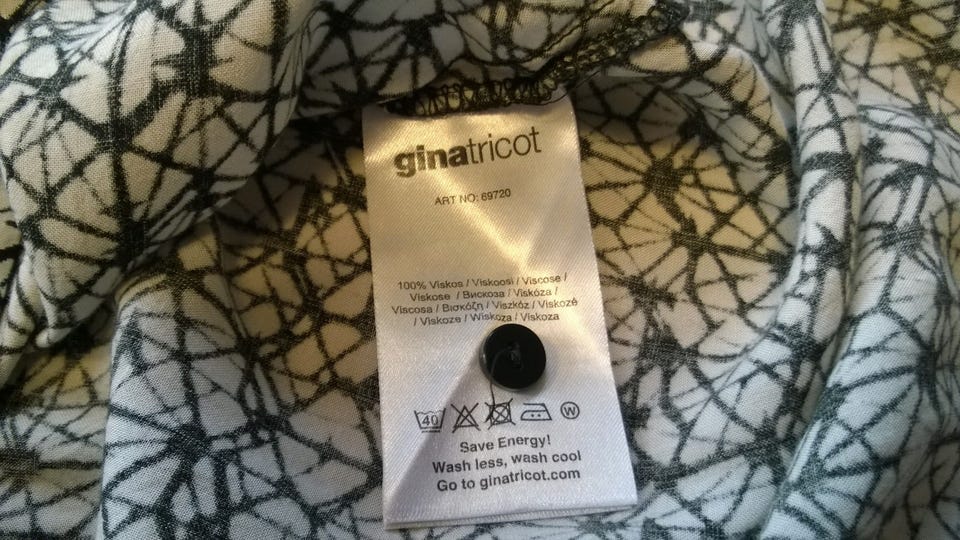 ginatricot
ART NO: 69720
100% Viskos / Viskoosi / Viscose /
Viskose / Вискоза / Viskóza /
Viscosa / Βισκόζη / Viszkóz / Viskozė
/ Viskoze / Wiskoza / Viskoza
40
W
Save Energy!
Wash less, wash cool
Go to ginatricot.com